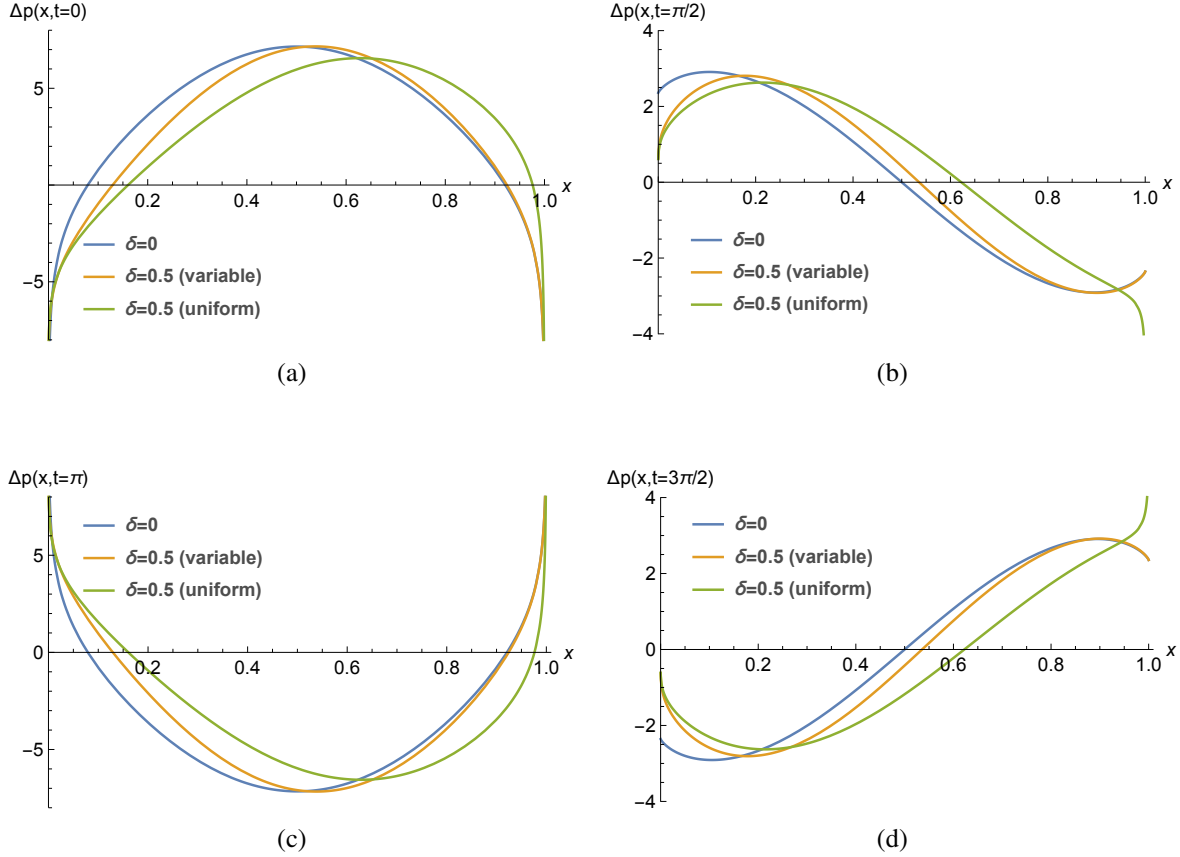 Δp(x,t=0)
5
-5
0.2
0.4
0.6
0.8
1.0
x
δ=0
δ=0.5 (variable)
δ=0.5 (uniform)
(a)
Δp(x,t=π/2)
4
2
0
-2
-4
0.2
0.4
0.6
0.8
1.0
x
δ=0
δ=0.5 (variable)
δ=0.5 (uniform)
(b)
Δp(x,t=π)
5
0
-5
0.2
0.4
0.6
0.8
1.0
x
δ=0
δ=0.5 (variable)
δ=0.5 (uniform)
(c)
Δp(x,t=3π/2)
4
2
0
-2
-4
0.2
0.4
0.6
0.8
1.0
x
δ=0
δ=0.5 (variable)
δ=0.5 (uniform)
(d)